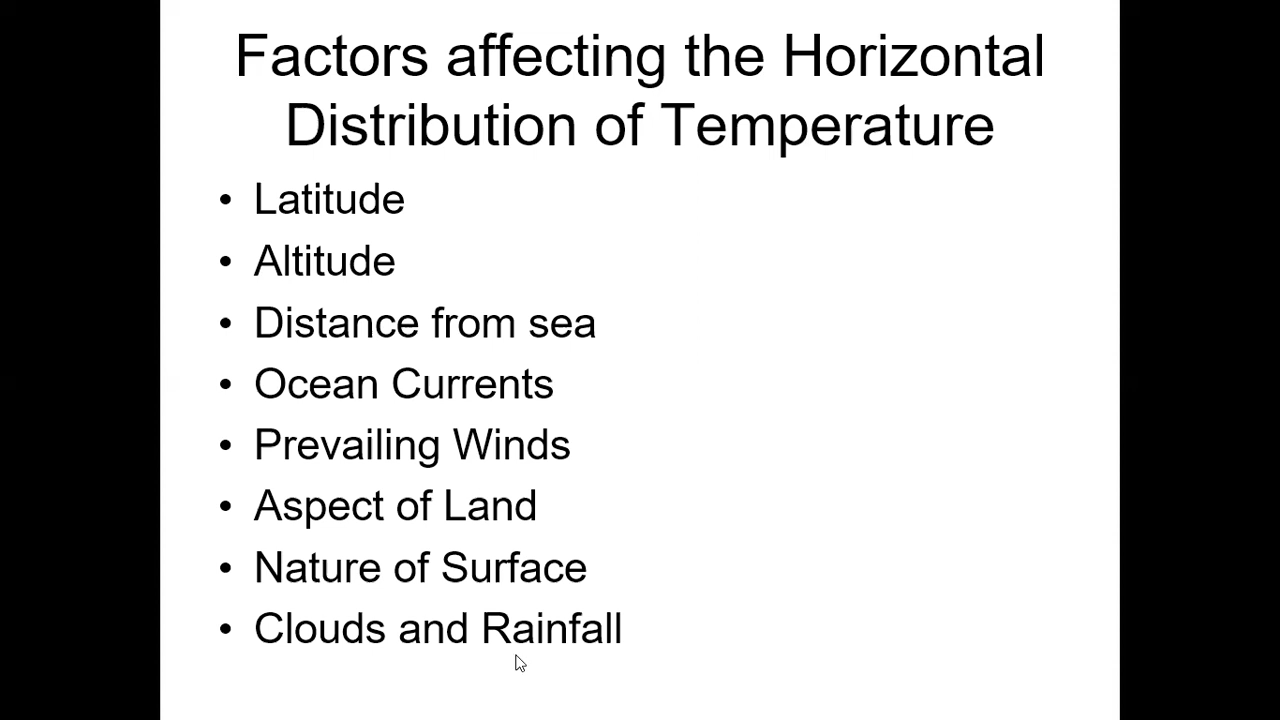 Factors affecting the Horizontal
Distribution of Temperature
• Latitude
• Altitude
• Distance from sea
• Ocean Currents
• Prevailing Winds
• Aspect of Land
• Nature of Surface
• Clouds and Rainfall